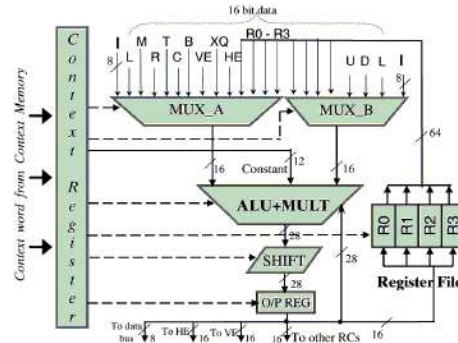 16 bit data
I M T B XQ R0 - R3
L R C VE HE U D L I
8 8
MUX_A MUX_B
64
16 Constant 12 16
ALU+MULT
28
R0 R1 R2 R3
SHIFT
28
28
Register File
O/P REG
16
To data bus 8
To HE 16
To VE 16
16 To other RCs
Context Register
Context word from Context Memory